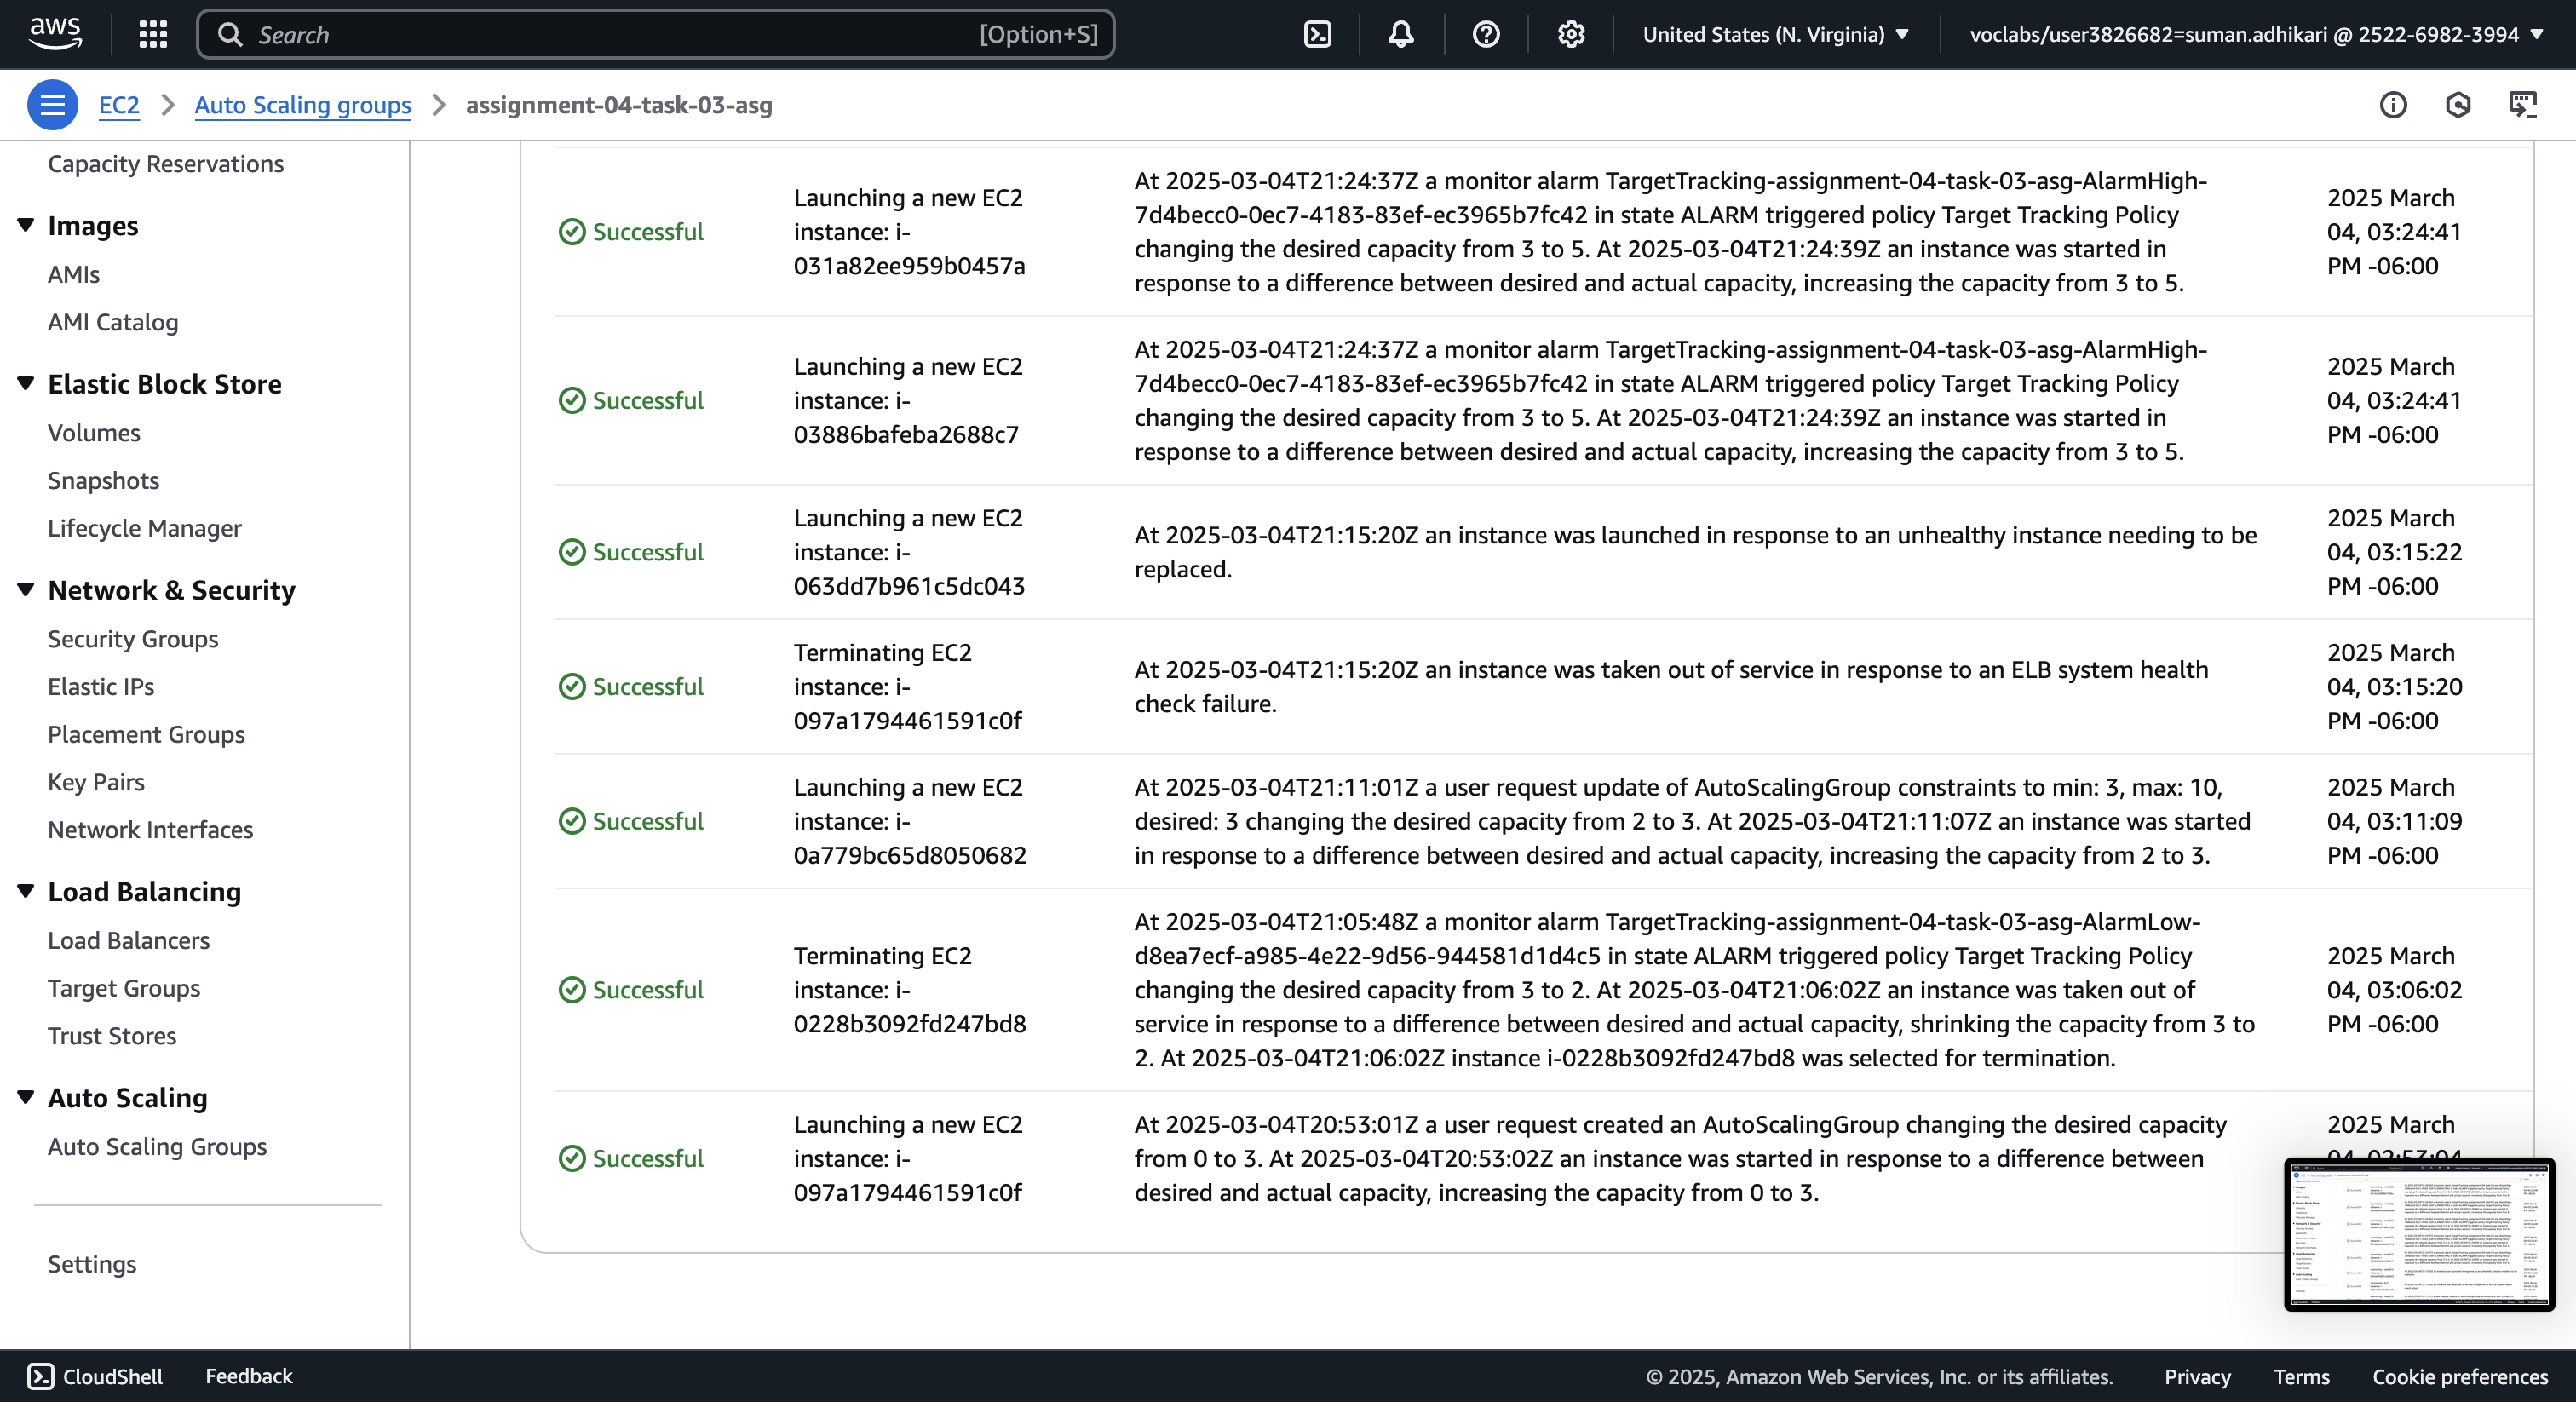 aws
Search [Option+S]
United States (N. Virginia)
voclabs/user3826682=suman.adhikari @ 2522-6982-3994
EC2
Auto Scaling groups
assignment-04-task-03-asg
Capacity Reservations
Images
AMIs
AMI Catalog
Elastic Block Store
Volumes
Snapshots
Lifecycle Manager
Network & Security
Security Groups
Elastic IPs
Placement Groups
Key Pairs
Network Interfaces
Load Balancing
Load Balancers
Target Groups
Trust Stores
Auto Scaling
Auto Scaling Groups
Settings
Successful
Launching a new EC2
instance: i-
031a82ee959b0457a
At 2025-03-04T21:24:37Z a monitor alarm TargetTracking-assignment-04-task-03-asg-AlarmHigh-
7d4becc0-0ec7-4183-83ef-ec3965b7fc42 in state ALARM triggered policy Target Tracking Policy
changing the desired capacity from 3 to 5. At 2025-03-04T21:24:39Z an instance was started in
response to a difference between desired and actual capacity, increasing the capacity from 3 to 5.
2025 March
04, 03:24:41
PM -06:00
Successful
Launching a new EC2
instance: i-
03886bafeba2688c7
At 2025-03-04T21:24:37Z a monitor alarm TargetTracking-assignment-04-task-03-asg-AlarmHigh-
7d4becc0-0ec7-4183-83ef-ec3965b7fc42 in state ALARM triggered policy Target Tracking Policy
changing the desired capacity from 3 to 5. At 2025-03-04T21:24:39Z an instance was started in
response to a difference between desired and actual capacity, increasing the capacity from 3 to 5.
2025 March
04, 03:24:41
PM -06:00
Successful
Launching a new EC2
instance: i-
063dd7b961c5dc043
At 2025-03-04T21:15:20Z an instance was launched in response to an unhealthy instance needing to be
replaced.
2025 March
04, 03:15:22
PM -06:00
Successful
Terminating EC2
instance: i-
097a1794461591c0f
At 2025-03-04T21:15:20Z an instance was taken out of service in response to an ELB system health
check failure.
2025 March
04, 03:15:20
PM -06:00
Successful
Launching a new EC2
instance: i-
0a779bc65d8050682
At 2025-03-04T21:11:01Z a user request update of AutoScalingGroup constraints to min: 3, max: 10,
desired: 3 changing the desired capacity from 2 to 3. At 2025-03-04T21:11:07Z an instance was started
in response to a difference between desired and actual capacity, increasing the capacity from 2 to 3.
2025 March
04, 03:11:09
PM -06:00
Successful
Terminating EC2
instance: i-
0228b3092fd247bd8
At 2025-03-04T21:05:48Z a monitor alarm TargetTracking-assignment-04-task-03-asg-AlarmLow-
d8ea7ecf-a985-4e22-9d56-944581d1d4c5 in state ALARM triggered policy Target Tracking Policy
changing the desired capacity from 3 to 2. At 2025-03-04T21:06:02Z an instance was taken out of
service in response to a difference between desired and actual capacity, shrinking the capacity from 3 to
2. At 2025-03-04T21:06:02Z instance i-0228b3092fd247bd8 was selected for termination.
2025 March
04, 03:06:02
PM -06:00
Successful
Launching a new EC2
instance: i-
097a1794461591c0f
At 2025-03-04T20:53:01Z a user request created an AutoScalingGroup changing the desired capacity
from 0 to 3. At 2025-03-04T20:53:02Z an instance was started in response to a difference between
desired and actual capacity, increasing the capacity from 0 to 3.
2025 March
04, 02:53:04
CloudShell
Feedback
© 2025, Amazon Web Services, Inc. or its affiliates.
Privacy
Terms
Cookie preferences